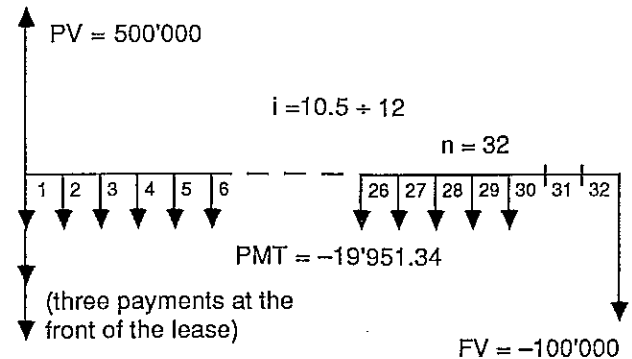 PV = 500'000
i =10.5 ÷ 12
n = 32
1 2 3 4 5 6 26 27 28 29 30 31 32
PMT = –19'951.34
(three payments at the
front of the lease)
FV = –100'000